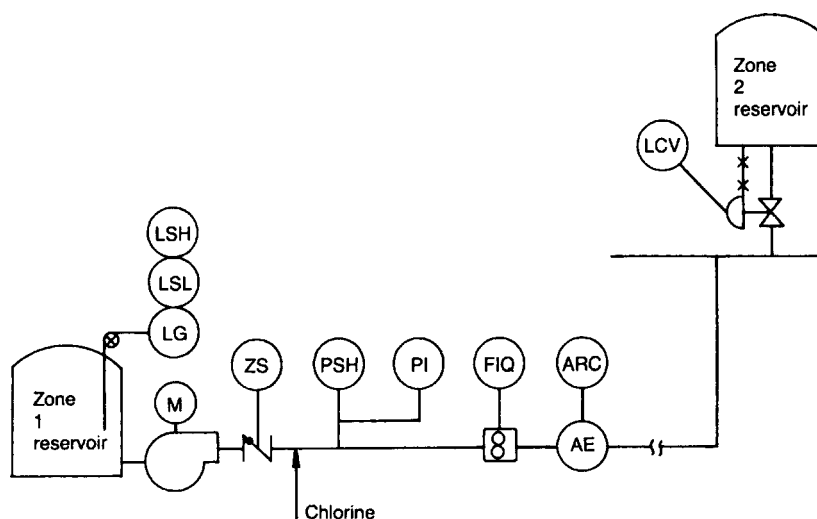 Zone
2
reservoir
LCV
LSH
LSL
LG
ZS
PSH
PI
FIQ
ARC
Zone
1
reservoir
M
AE
Chlorine